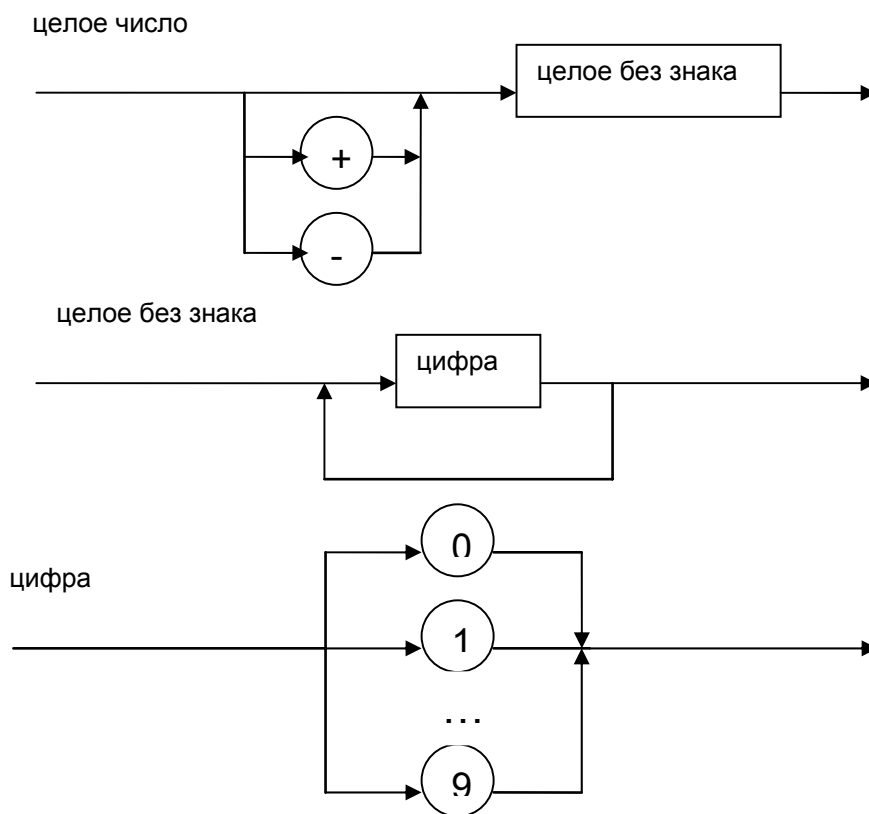 целое число
целое без знака
+
-
целое без знака
цифра
0
цифра
1
...
9